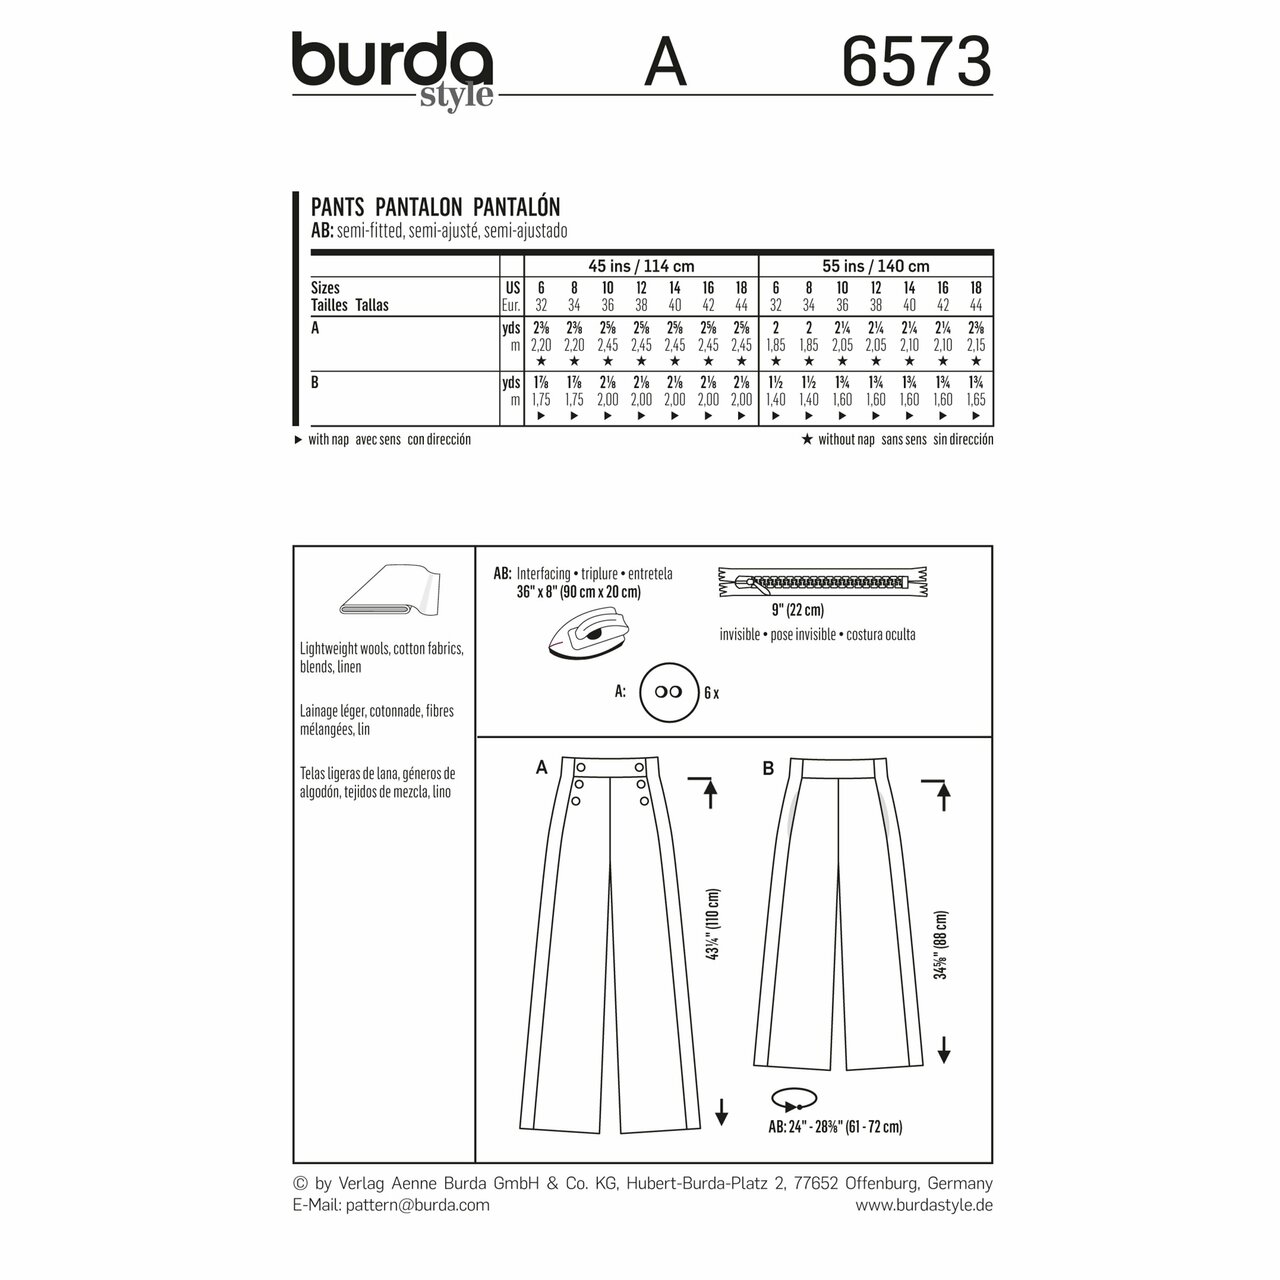 burda style A 6573
PANTS PANTALON PANTALÓN
AB: semi-fitted, semi-ajusté, semi-ajustado
45 ins / 114 cm 55 ins / 140 cm
Sizes US 6 8 10 12 14 16 18 6 8 10 12 14 16 18
Tailles Tallas Eur. 32 34 36 38 40 42 44 32 34 36 38 40 42 44
A yds 2⅜ 2⅜ 2⅝ 2⅝ 2⅝ 2⅝ 2⅝ 2 2 2¼ 2¼ 2¼ 2¼ 2⅜
m 2,20 2,20 2,45 2,45 2,45 2,45 2,45 1,85 1,85 2,05 2,05 2,10 2,10 2,15
★ ★ ★ ★ ★ ★ ★ ★ ★ ★ ★ ★ ★ ★
B yds 1⅞ 1⅞ 2⅛ 2⅛ 2⅛ 2⅛ 2⅛ 1½ 1½ 1¾ 1¾ 1¾ 1¾ 1¾
m 1,75 1,75 2,00 2,00 2,00 2,00 2,00 1,40 1,40 1,60 1,60 1,60 1,60 1,65
► ► ► ► ► ► ► ► ► ► ► ► ► ►
► with nap avec sens con dirección ★ without nap sans sens sin dirección
Lightweight wools, cotton fabrics,
blends, linen
Lainage léger, cotonnade, fibres
mélangées, lin
Telas ligeras de lana, géneros de
algodón, tejidos de mezcla, lino
AB: Interfacing • triplure • entretela
36" x 8" (90 cm x 20 cm)
9" (22 cm)
invisible • pose invisible • costura oculta
A: 6 x
A
43¼" (110 cm)
B
34⅝" (88 cm)
AB: 24" - 28⅜" (61 - 72 cm)
© by Verlag Aenne Burda GmbH & Co. KG, Hubert-Burda-Platz 2, 77652 Offenburg, Germany
E-Mail: pattern@burda.com www.burdastyle.de